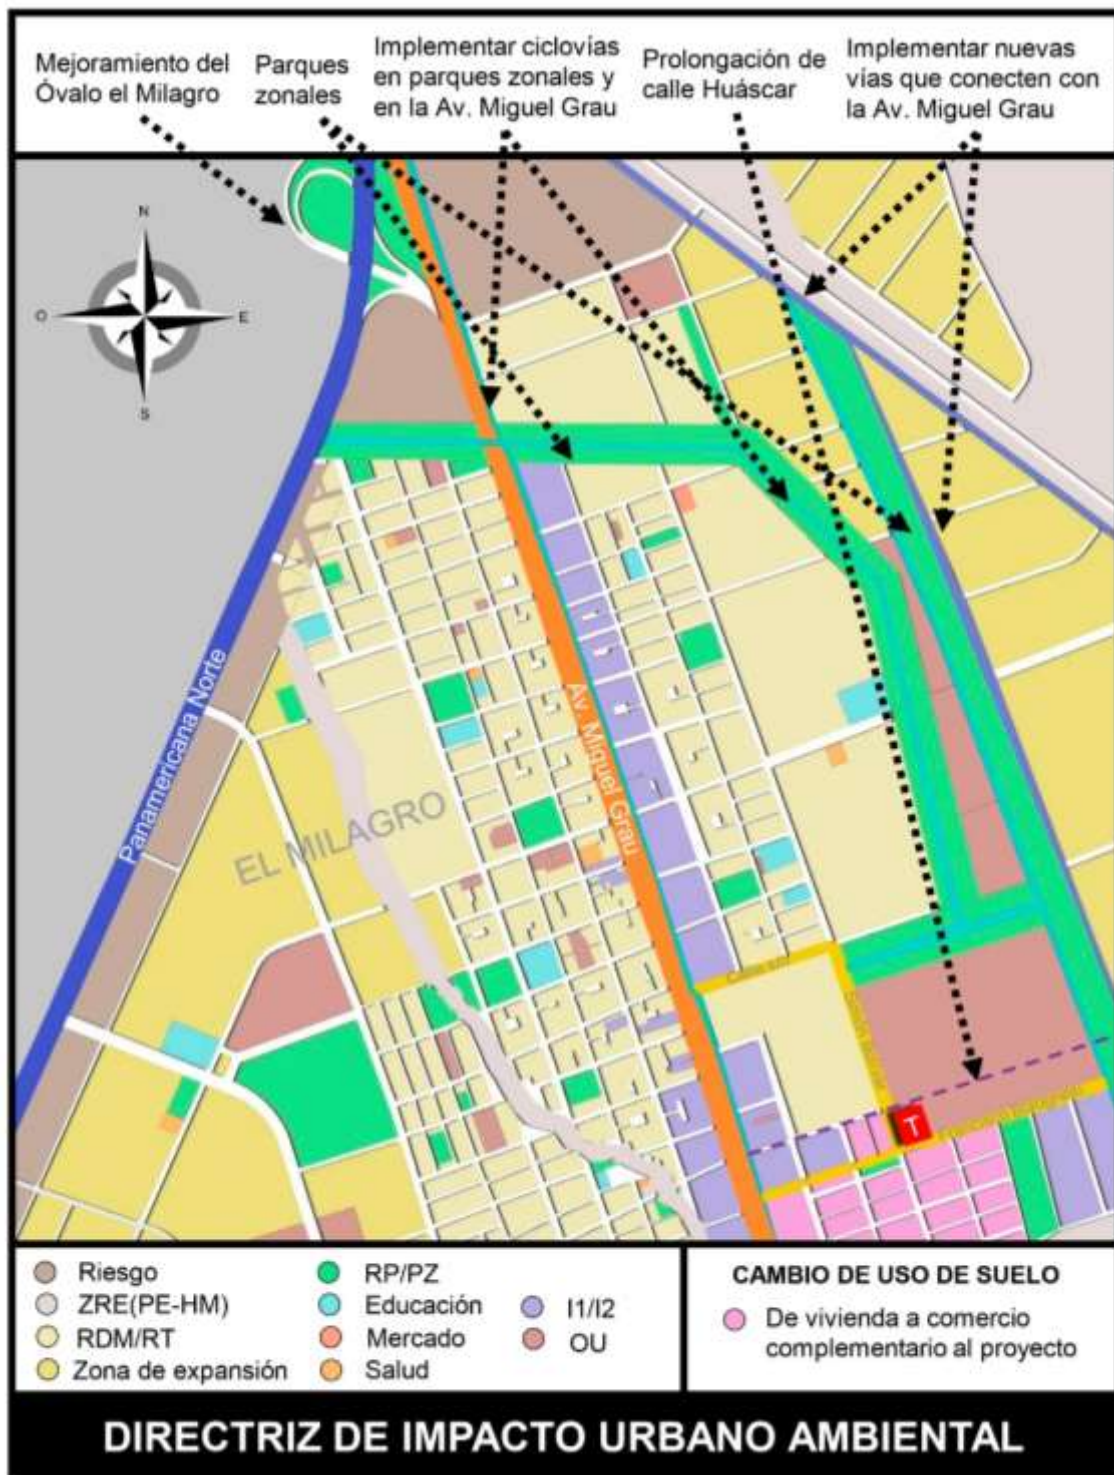 Mejoramiento del
Óvalo el Milagro
Parques
zonales
Implementar ciclovías
en parques zonales y
en la Av. Miguel Grau
Prolongación de
calle Huáscar
Implementar nuevas
vías que conecten con
la Av. Miguel Grau
N
O
E
S
Panamericana Norte
Av. Miguel Grau
EL MILAGRO
T
Riesgo
ZRE(PE-HM)
RDM/RT
Zona de expansión
RP/PZ
Educación
Mercado
Salud
I1/I2
OU
CAMBIO DE USO DE SUELO
De vivienda a comercio
complementario al proyecto
DIRECTRIZ DE IMPACTO URBANO AMBIENTAL